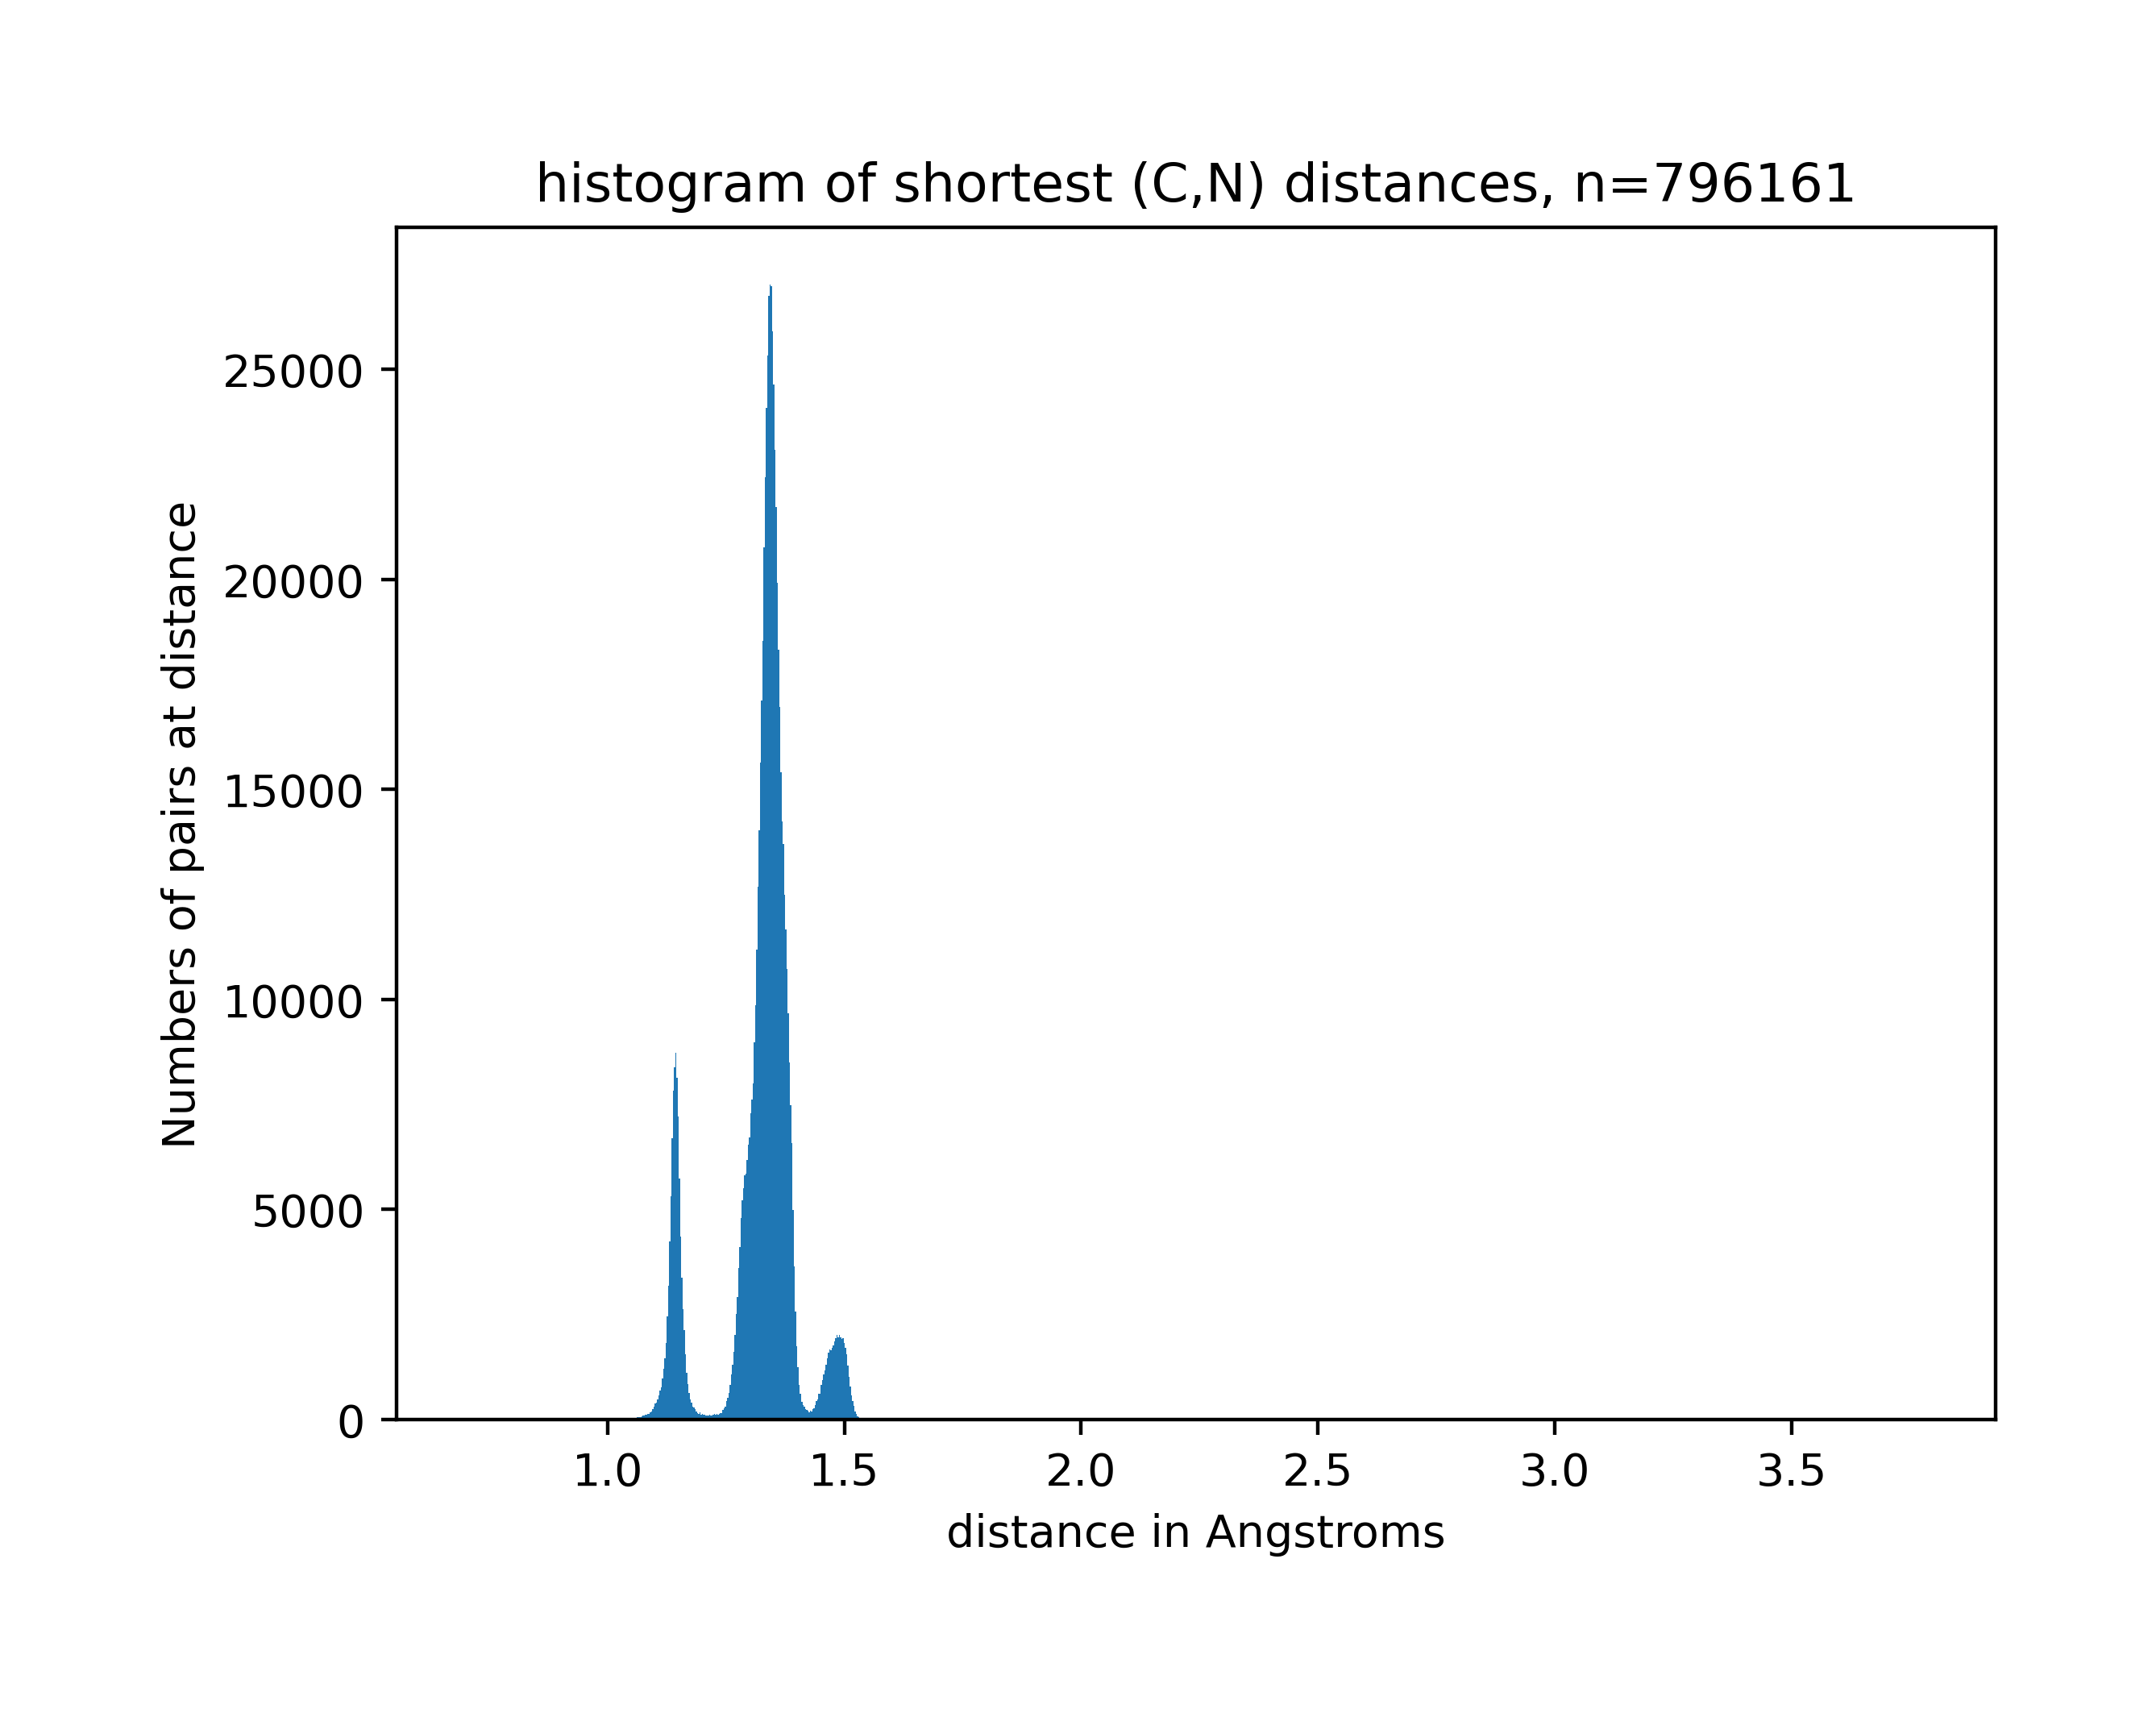 histogram of shortest (C,N) distances, n=796161
Numbers of pairs at distance
25000
20000
15000
10000
5000
0
1.0 1.5 2.0 2.5 3.0 3.5
distance in Angstroms